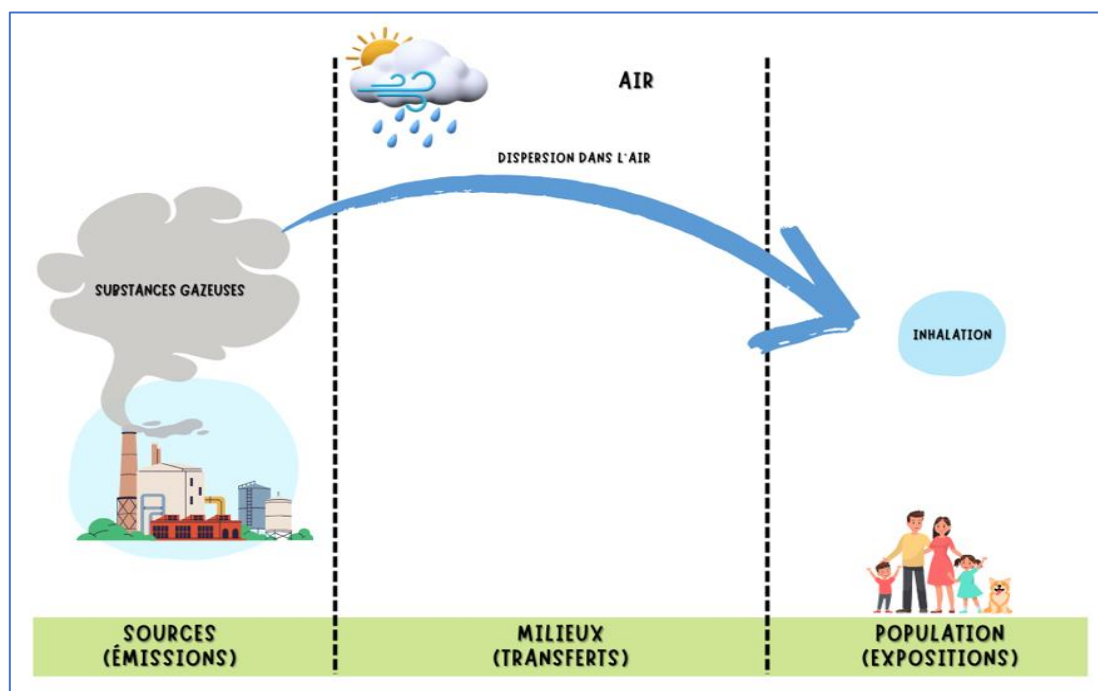 AIR
DISPERSION DANS L'AIR
SUBSTANCES GAZEUSES
INHALATION
SOURCES
(ÉMISSIONS)
MILIEUX
(TRANSFERTS)
POPULATION
(EXPOSITIONS)